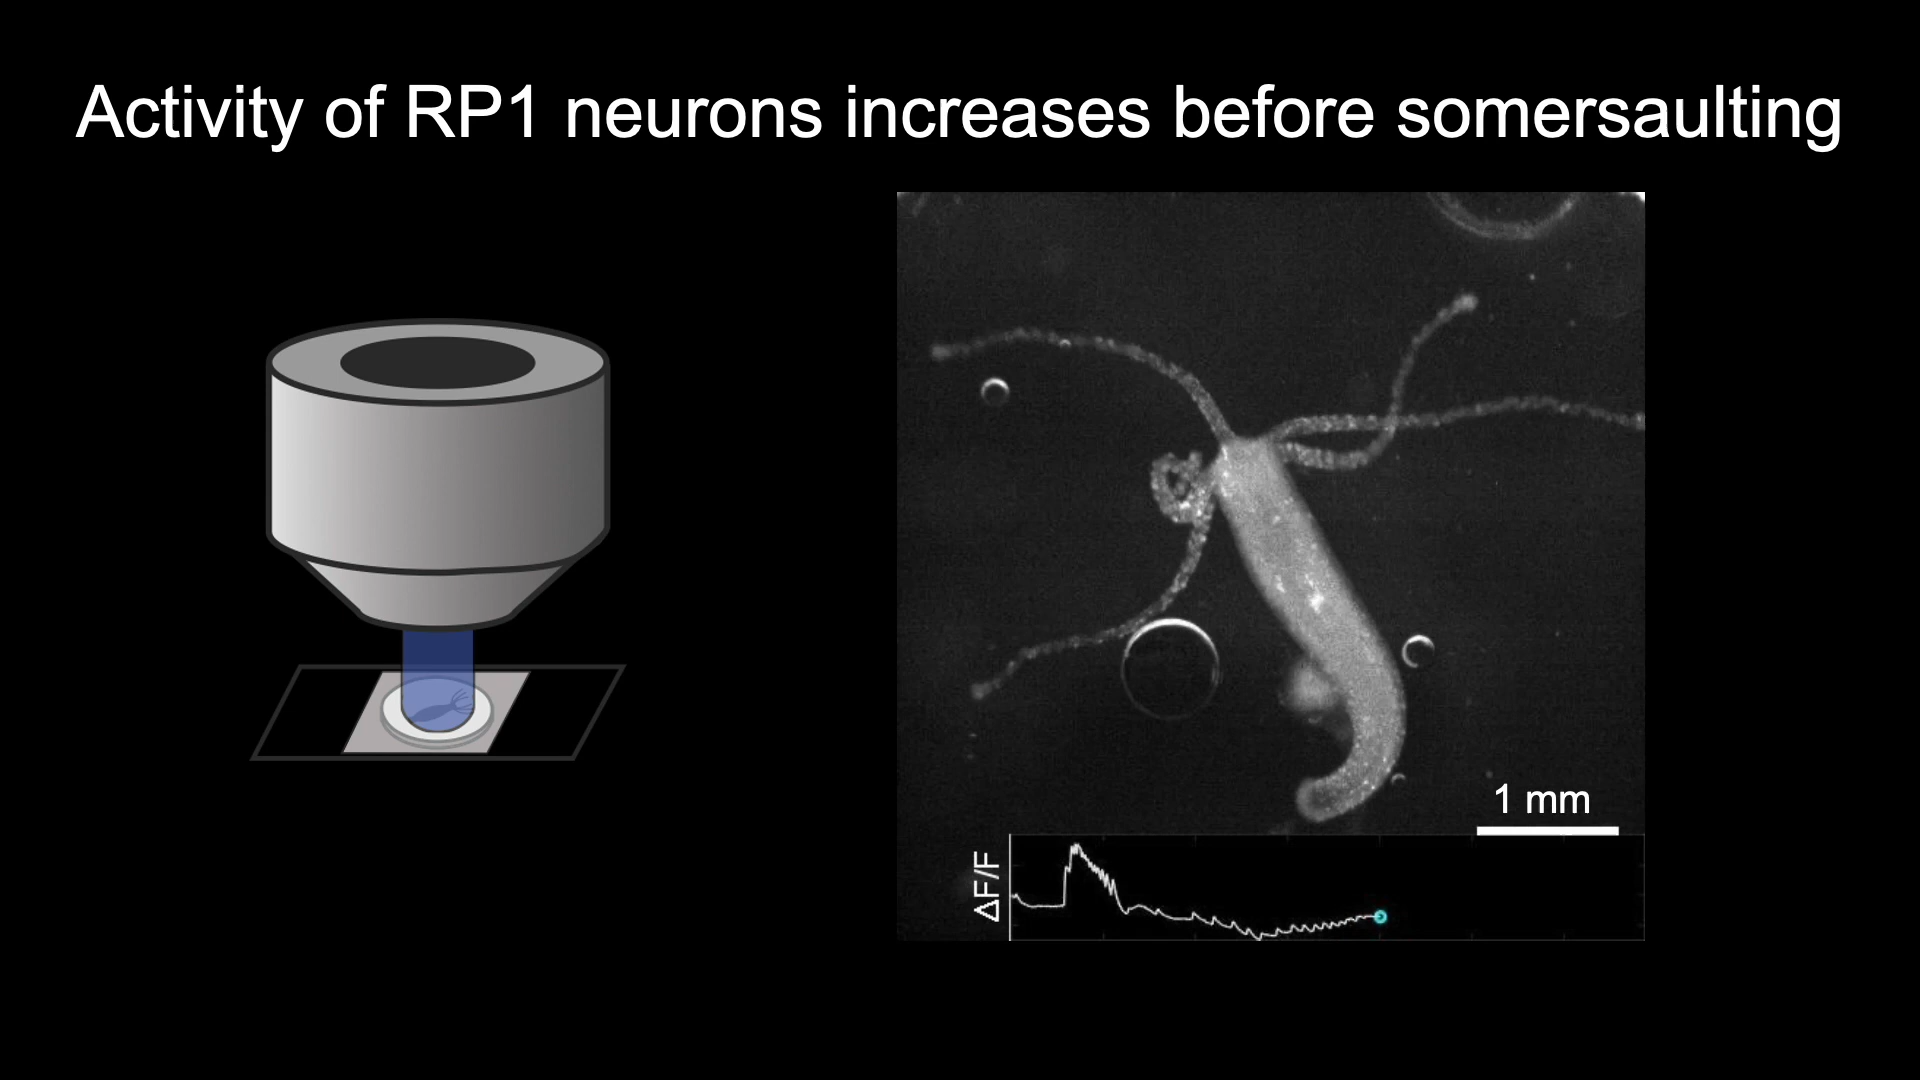 Activity of RP1 neurons increases before somersaulting
1 mm
ΔF/F